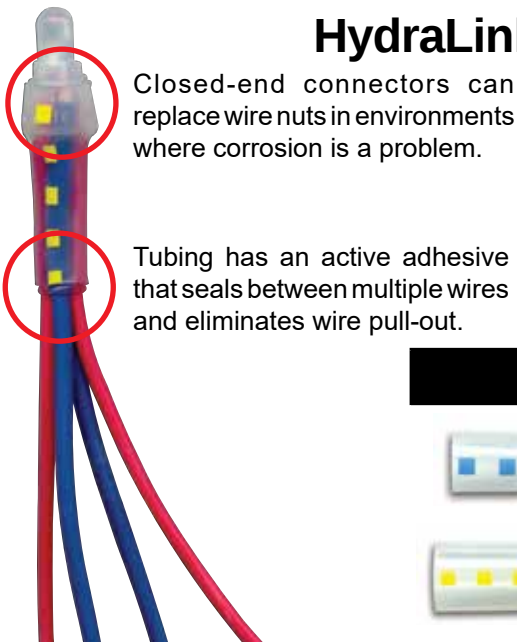 HydraLin
Closed-end connectors can
replace wire nuts in environments
where corrosion is a problem.
Tubing has an active adhesive
that seals between multiple wires
and eliminates wire pull-out.